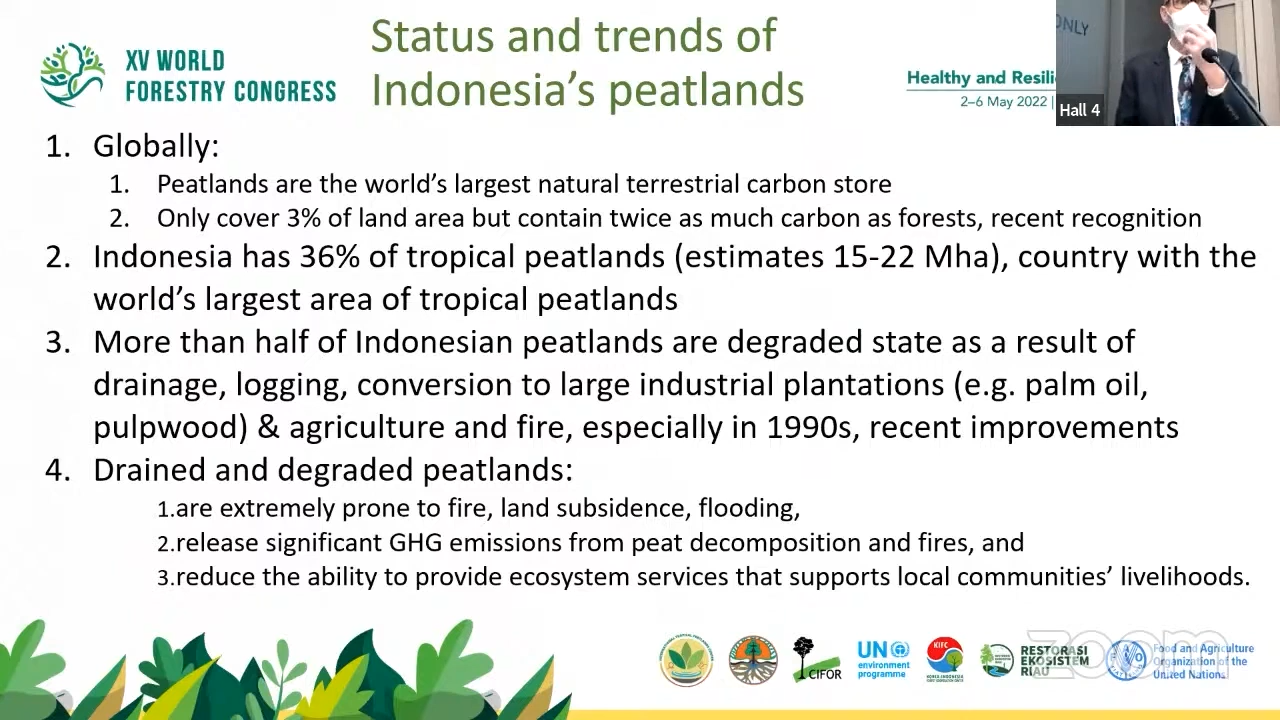 Status and trends of
Indonesia's peatlands
XV WORLD
FORESTRY CONGRESS
Healthy and Resili
2–6 May 2022 |
ONLY
Hall 4
1. Globally:
1. Peatlands are the world's largest natural terrestrial carbon store
2. Only cover 3% of land area but contain twice as much carbon as forests, recent recognition
2. Indonesia has 36% of tropical peatlands (estimates 15-22 Mha), country with the
world's largest area of tropical peatlands
3. More than half of Indonesian peatlands are degraded state as a result of
drainage, logging, conversion to large industrial plantations (e.g. palm oil,
pulpwood) & agriculture and fire, especially in 1990s, recent improvements
4. Drained and degraded peatlands:
1.are extremely prone to fire, land subsidence, flooding,
2.release significant GHG emissions from peat decomposition and fires, and
3.reduce the ability to provide ecosystem services that supports local communities' livelihoods.
CIFOR
UN
environment
programme
KIFC
RESTORASI
EKOSISTEM
RIAU
Food and Agriculture
Organization of the
United Nations
zoom